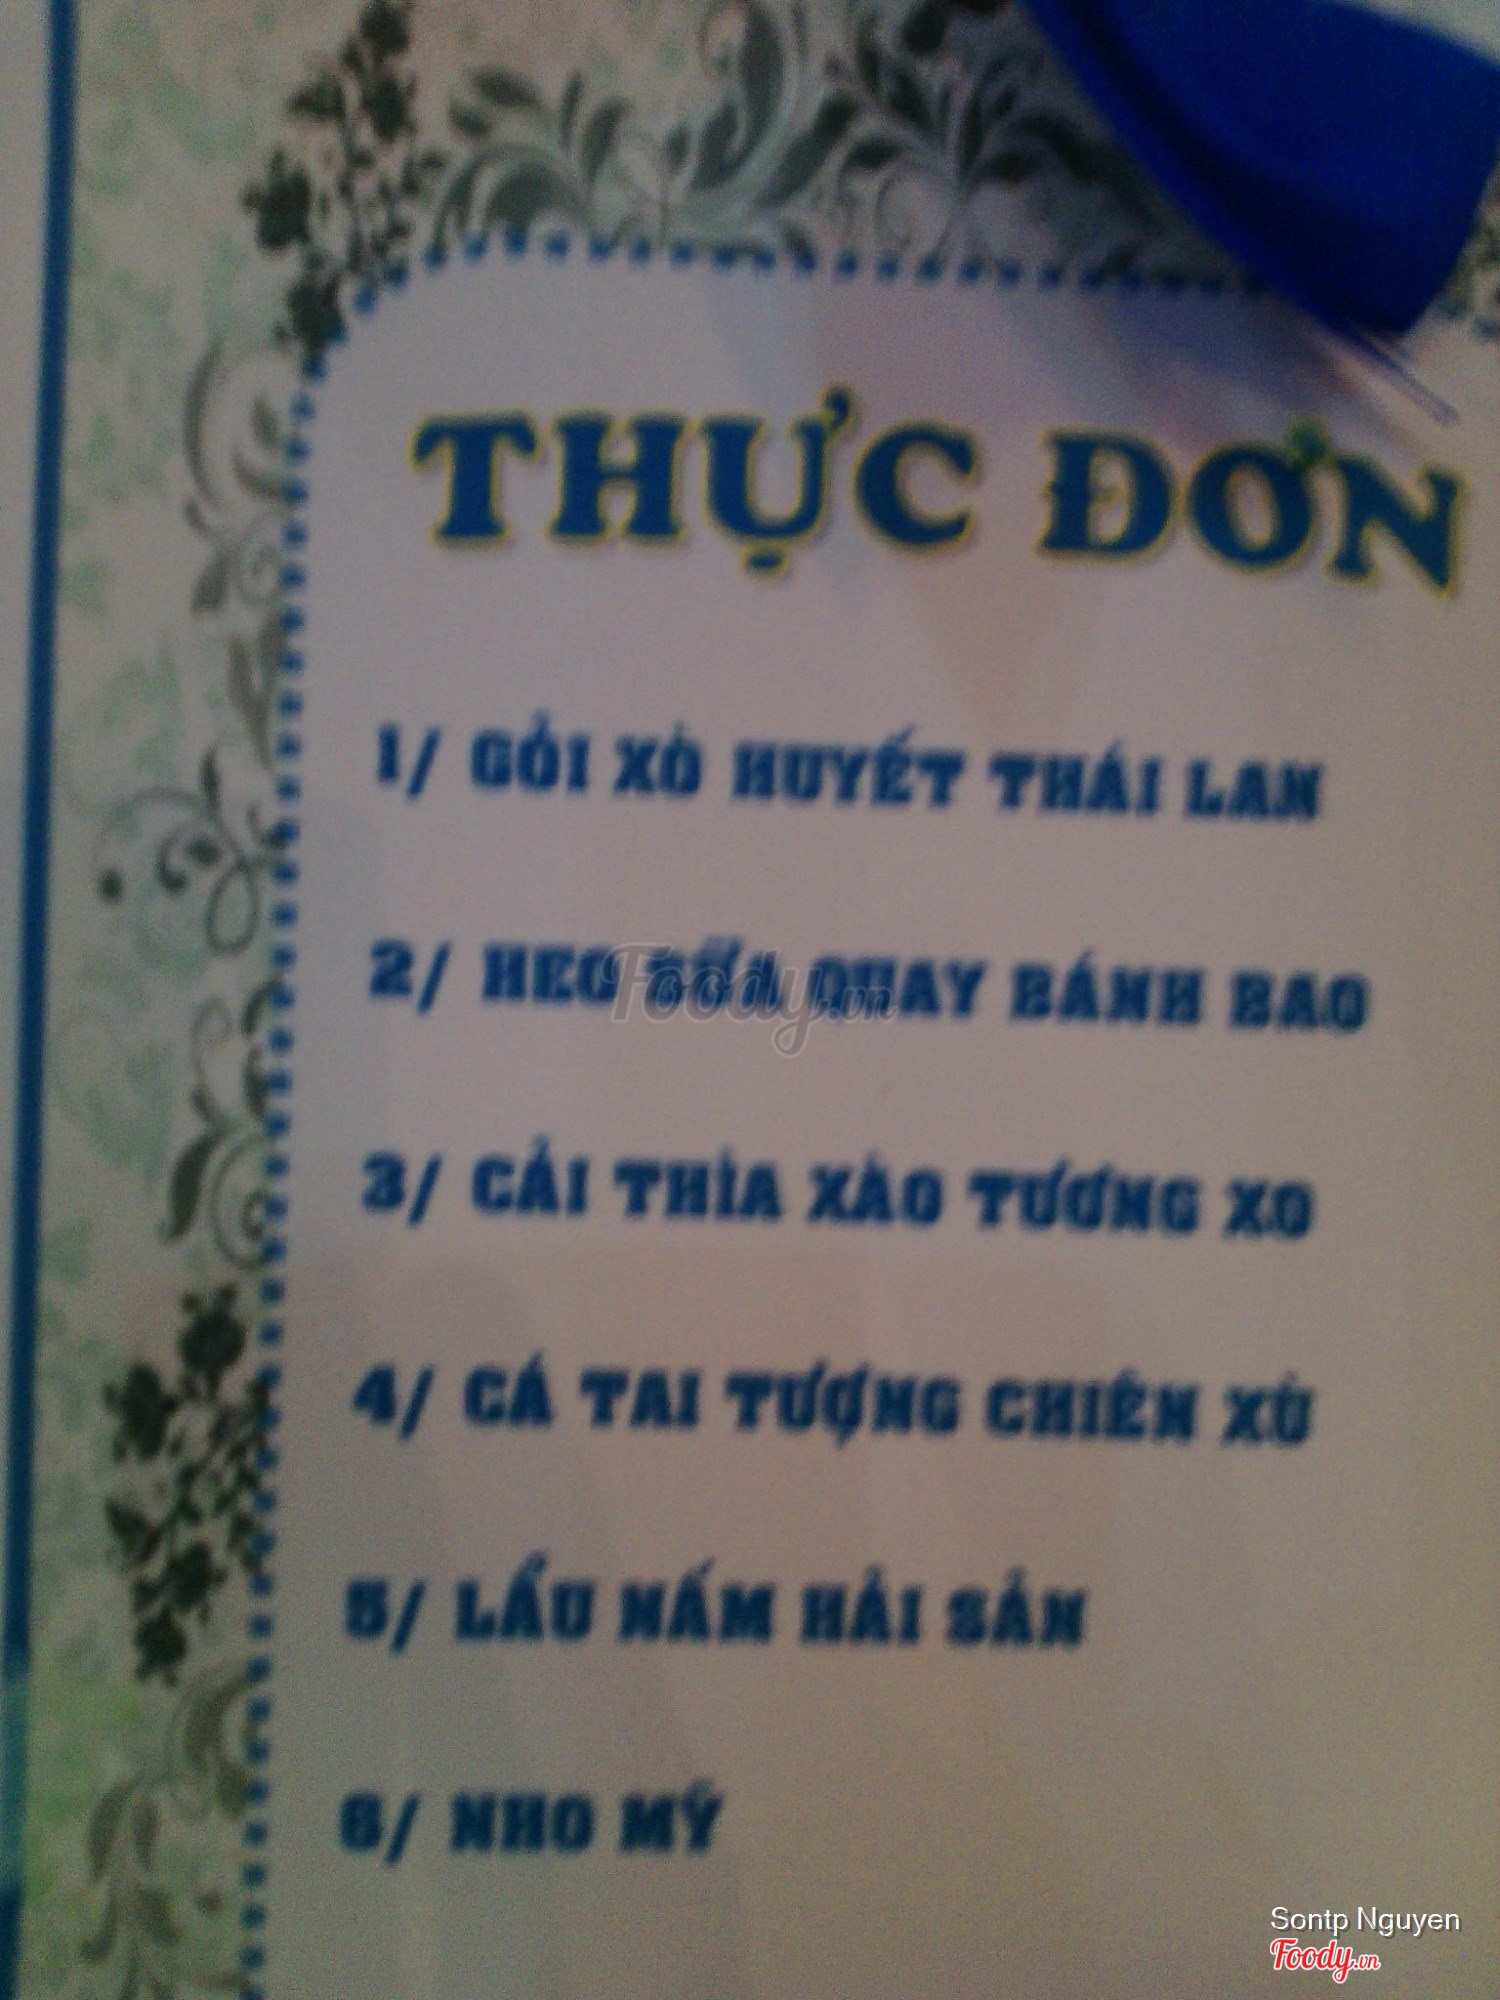 THỰC ĐƠN
1/ GỎI XÒ HUYẾT THÁI LAN
2/ HEO SỮA QUAY BÁNH BAO
Foody.vn
3/ CẢI THÌA XÀO TƯƠNG XO
4/ CÁ TAI TƯỢNG CHIÊN XÙ
5/ LẨU NẤM HẢI SẢN
6/ NHO MỸ
Sontp Nguyen
Foody.vn